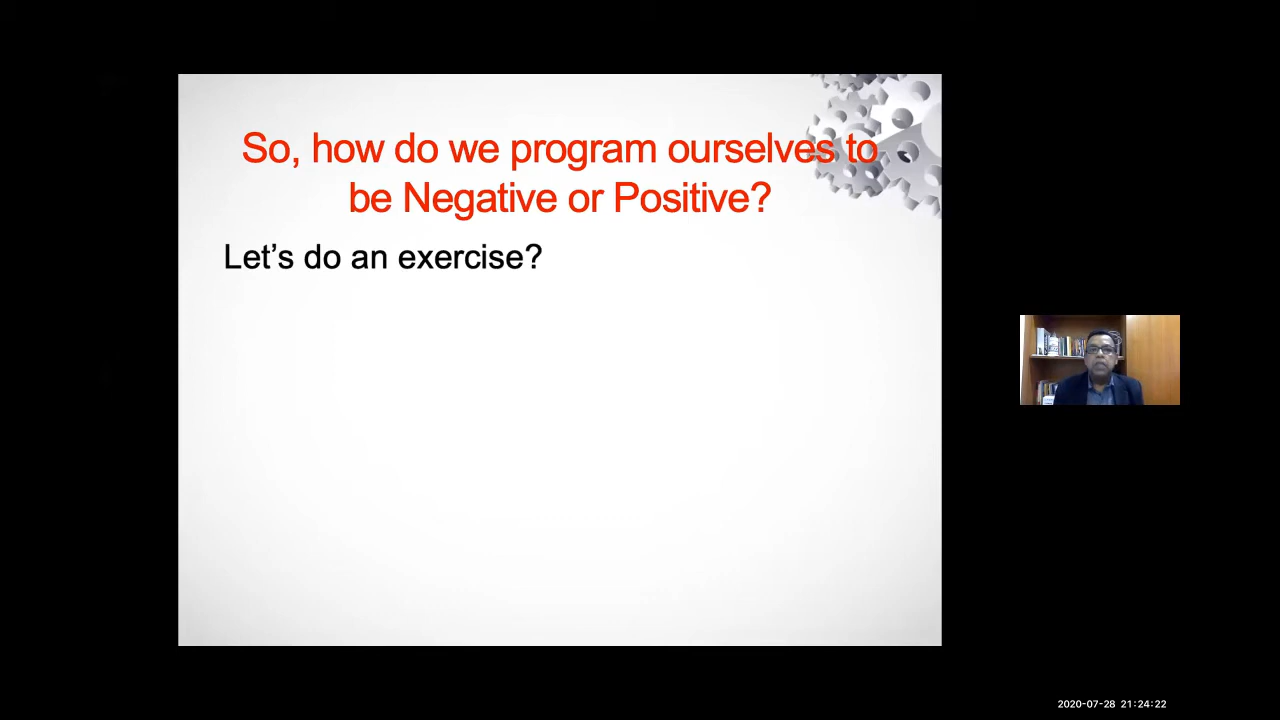 So, how do we program ourselves to
be Negative or Positive?
Let’s do an exercise?
2020-07-28 21:24:22